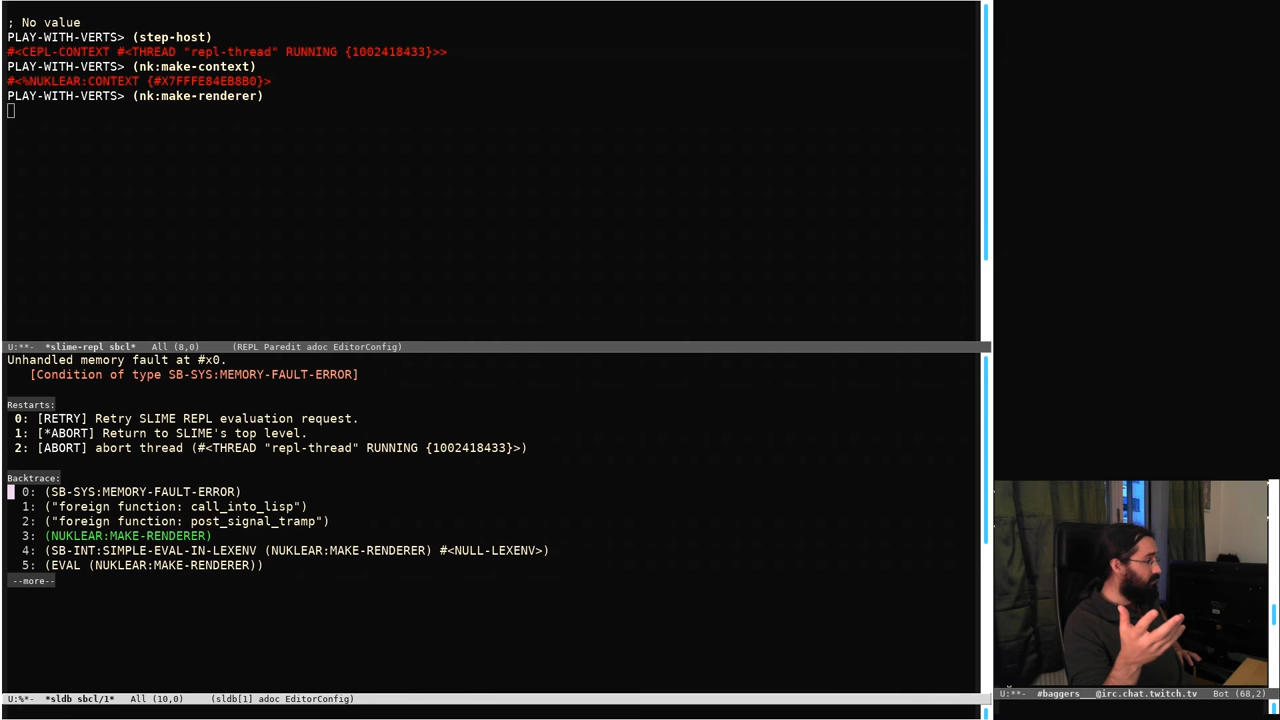 ; No value
PLAY-WITH-VERTS> (step-host)
#<CEPL-CONTEXT #<THREAD "repl-thread" RUNNING {1002418433}>>
PLAY-WITH-VERTS> (nk:make-context)
#<%NUKLEAR:CONTEXT {#X7FFFE84EB8B0}>
PLAY-WITH-VERTS> (nk:make-renderer)
U:**-  *slime-repl sbcl*   All (8,0)      (REPL Paredit adoc EditorConfig)
Unhandled memory fault at #x0.
[Condition of type SB-SYS:MEMORY-FAULT-ERROR]
Restarts:
0: [RETRY] Retry SLIME REPL evaluation request.
1: [*ABORT] Return to SLIME's top level.
2: [ABORT] abort thread (#<THREAD "repl-thread" RUNNING {1002418433}>)
Backtrace:
0: (SB-SYS:MEMORY-FAULT-ERROR)
1: ("foreign function: call_into_lisp")
2: ("foreign function: post_signal_tramp")
3: (NUKLEAR:MAKE-RENDERER)
4: (SB-INT:SIMPLE-EVAL-IN-LEXENV (NUKLEAR:MAKE-RENDERER) #<NULL-LEXENV>)
5: (EVAL (NUKLEAR:MAKE-RENDERER))
--more--
U:%*-  *sldb sbcl/1*   All (10,0)     (sldb[1] adoc EditorConfig)
U:**-  #baggers___@irc.chat.twitch.tv   Bot (68,2)